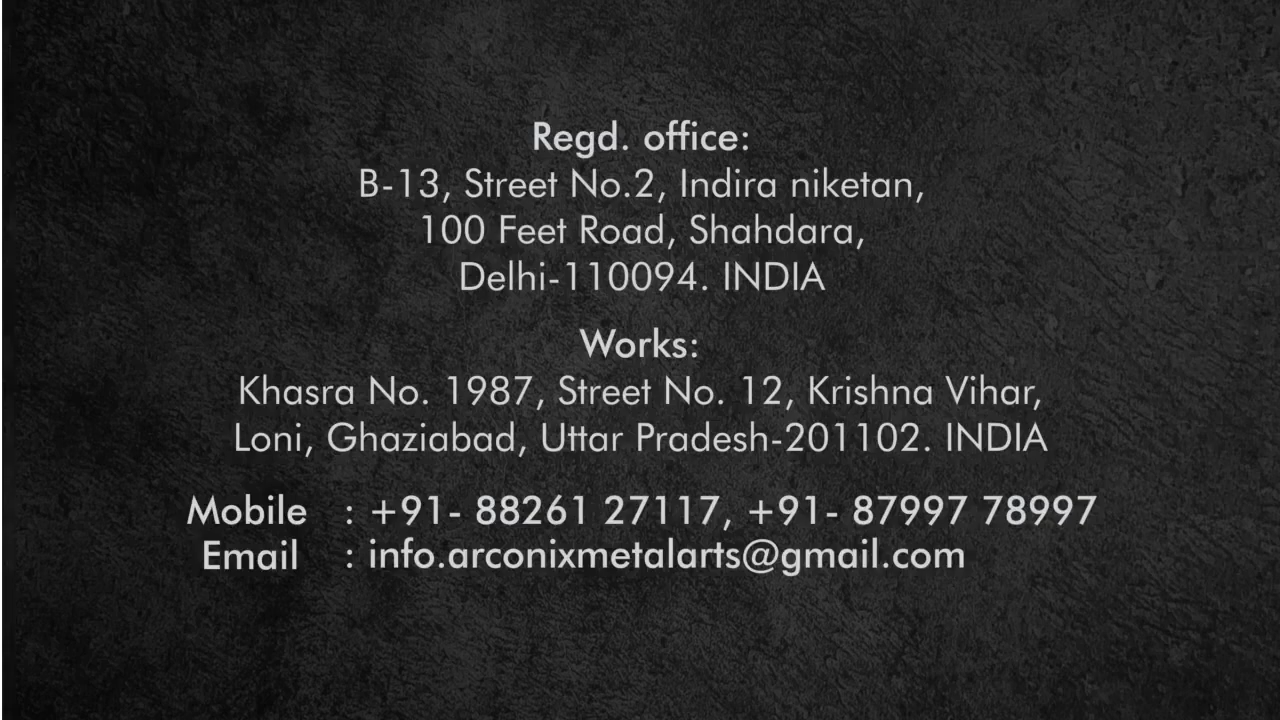 Regd. office:
B-13, Street No.2, Indira niketan,
100 Feet Road, Shahdara,
Delhi-110094. INDIA
Works:
Khasra No. 1987, Street No. 12, Krishna Vihar,
Loni, Ghaziabad, Uttar Pradesh-201102. INDIA
Mobile : +91- 88261 27117, +91- 87997 78997
Email : info.arconixmetalarts@gmail.com